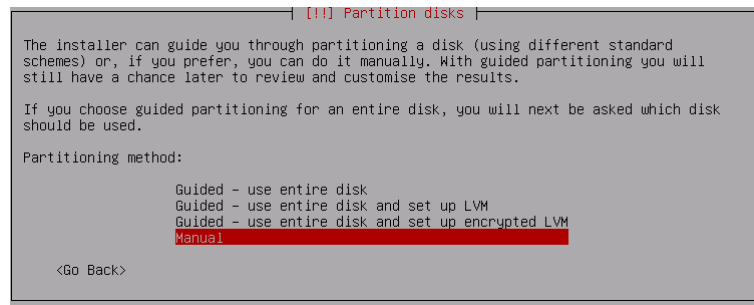 [!!] Partition disks
The installer can guide you through partitioning a disk (using different standard
schemes) or, if you prefer, you can do it manually. With guided partitioning you will
still have a chance later to review and customise the results.
If you choose guided partitioning for an entire disk, you will next be asked which disk
should be used.
Partitioning method:
Guided - use entire disk
Guided - use entire disk and set up LVM
Guided - use entire disk and set up encrypted LVM
Manual
<Go Back>